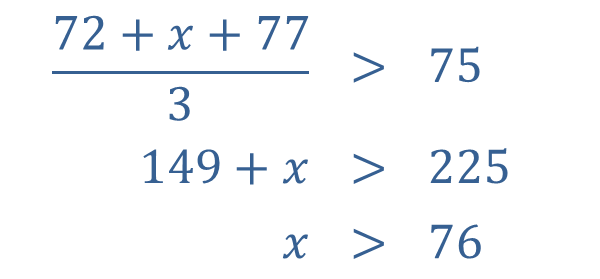 72 + x + 77
3
> 75
149 + x > 225
x > 76